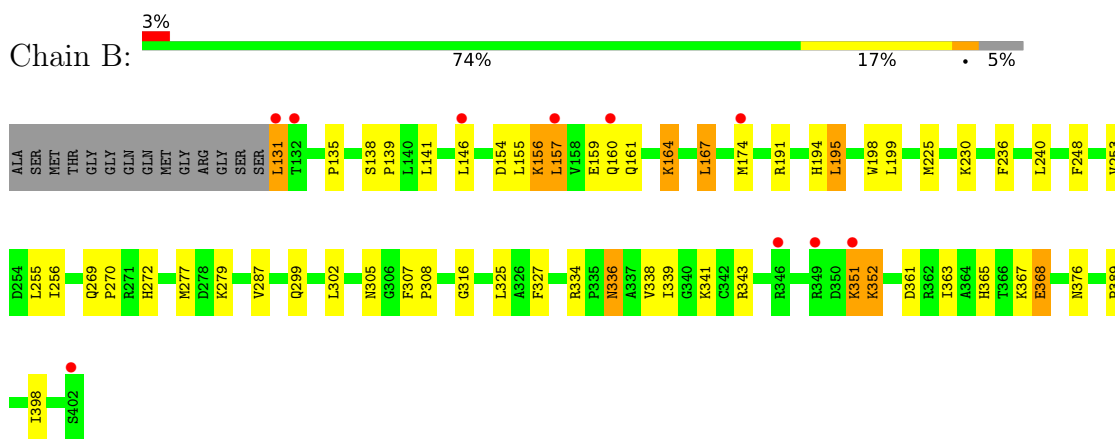 3%
Chain B:
74% 17% • 5%
ALA SER MET THR GLY GLY GLN GLN MET GLY ARG GLY SER SER L131 T132 P135 S138 P139 L140 L141 L146 D154 L155 K156 L157 V158 E159 Q160 Q161 K164 L167 M174 R191 H194 L195 W198 L199 M225 K230 F236 L240 F248 V253
D254 L255 I256 Q269 P270 R271 H272 M277 D278 K279 V287 Q299 L302 N305 G306 F307 P308 G316 L325 A326 F327 R334 P335 N336 A337 V338 I339 G340 K341 C342 R343 R346 R349 D350 K351 K352 D361 R362 I363 A364 H365 T366 K367 E368 N376
I398 S402